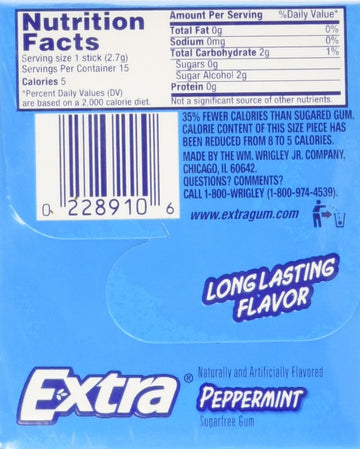 Nutrition
Facts
Serving size 1 stick (2.7g)
Servings Per Container 15
Calories 5
*Percent Daily Values (DV)
are based on a 2,000 calorie diet.
Amount Per Serving %Daily Value*
Total Fat 0g 0%
Sodium 0mg 0%
Total Carbohydrate 2g 1%
Sugars 0g
Sugar Alcohol 2g
Protein 0g
Not a significant source of other nutrients.
35% FEWER CALORIES THAN SUGARED GUM.
CALORIE CONTENT OF THIS SIZE PIECE HAS
BEEN REDUCED FROM 8 TO 5 CALORIES.
MADE BY THE WM. WRIGLEY JR. COMPANY,
CHICAGO, IL 60642.
QUESTIONS? COMMENTS?
CALL 1-800-WRIGLEY (1-800-974-4539).
www.extragum.com
0 228910 6
LONG LASTING
FLAVOR
Extra®
Naturally and Artificially Flavored
PEPPERMINT
Sugarfree Gum